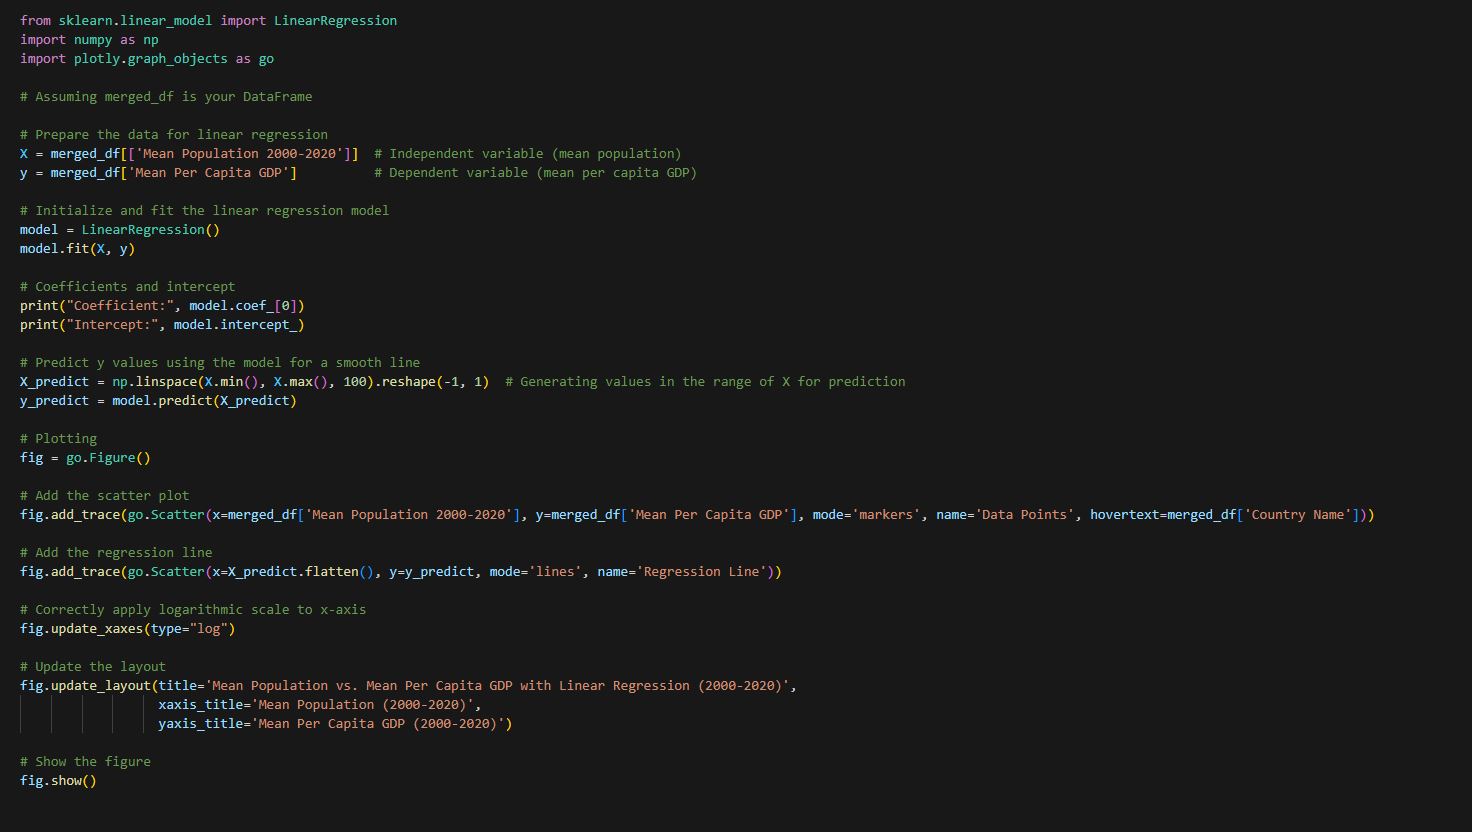 from sklearn.linear_model import LinearRegression
import numpy as np
import plotly.graph_objects as go

# Assuming merged_df is your DataFrame

# Prepare the data for linear regression
X = merged_df[['Mean Population 2000-2020']]  # Independent variable (mean population)
y = merged_df['Mean Per Capita GDP']          # Dependent variable (mean per capita GDP)

# Initialize and fit the linear regression model
model = LinearRegression()
model.fit(X, y)

# Coefficients and intercept
print("Coefficient:", model.coef_[0])
print("Intercept:", model.intercept_)

# Predict y values using the model for a smooth line
X_predict = np.linspace(X.min(), X.max(), 100).reshape(-1, 1)  # Generating values in the range of X for prediction
y_predict = model.predict(X_predict)

# Plotting
fig = go.Figure()

# Add the scatter plot
fig.add_trace(go.Scatter(x=merged_df['Mean Population 2000-2020'], y=merged_df['Mean Per Capita GDP'], mode='markers', name='Data Points', hovertext=merged_df['Country Name']))

# Add the regression line
fig.add_trace(go.Scatter(x=X_predict.flatten(), y=y_predict, mode='lines', name='Regression Line'))

# Correctly apply logarithmic scale to x-axis
fig.update_xaxes(type="log")

# Update the layout
fig.update_layout(title='Mean Population vs. Mean Per Capita GDP with Linear Regression (2000-2020)',
                  xaxis_title='Mean Population (2000-2020)',
                  yaxis_title='Mean Per Capita GDP (2000-2020)')

# Show the figure
fig.show()